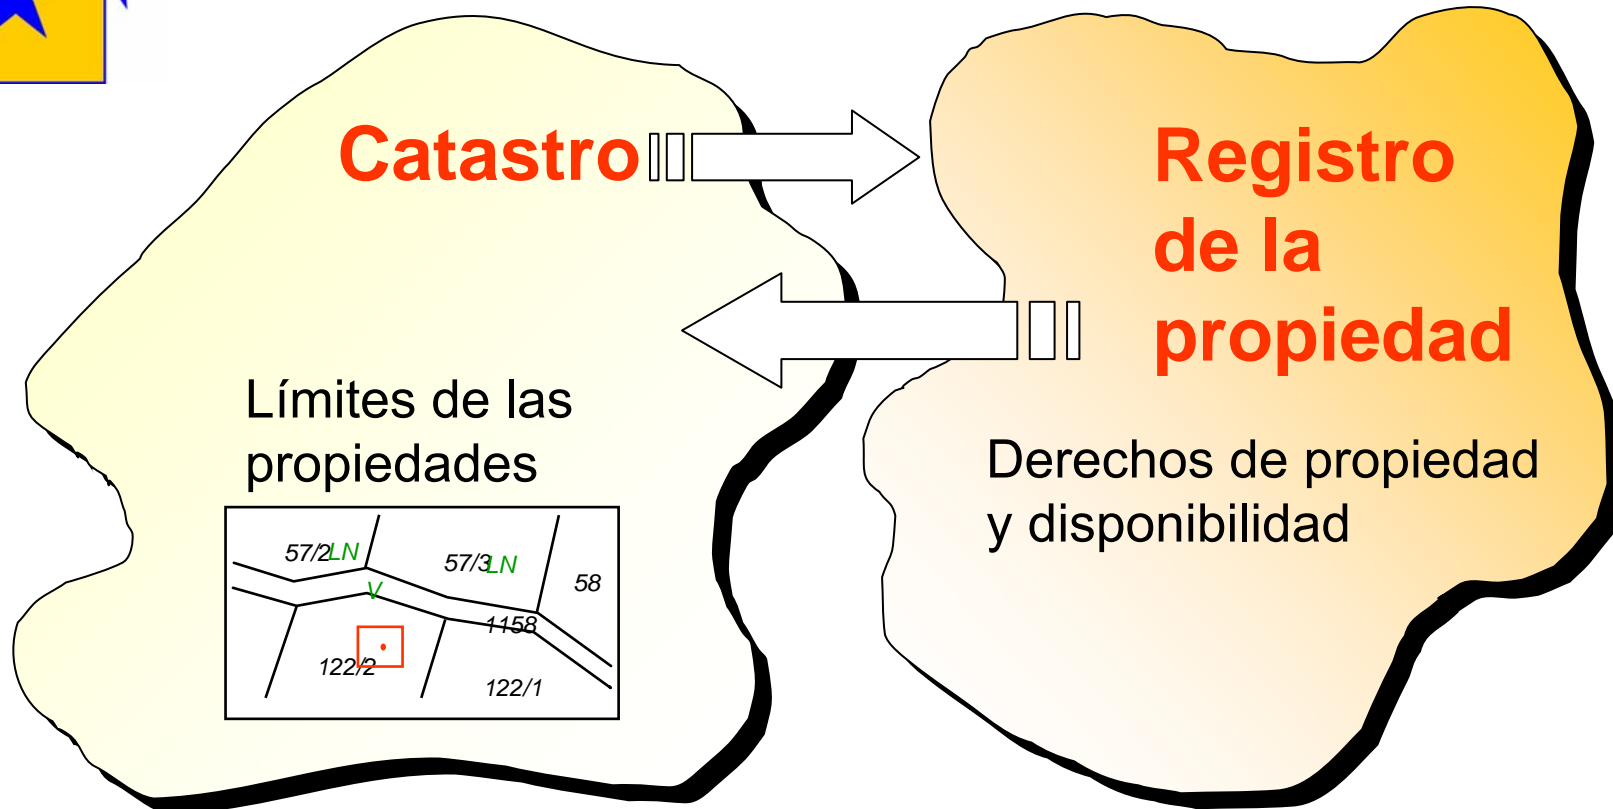 Catastro
Registro
de la
propiedad
Límites de las
propiedades
Derechos de propiedad
y disponibilidad
57/2 LN
57/3 LN
58
V
1158
122/2
122/1